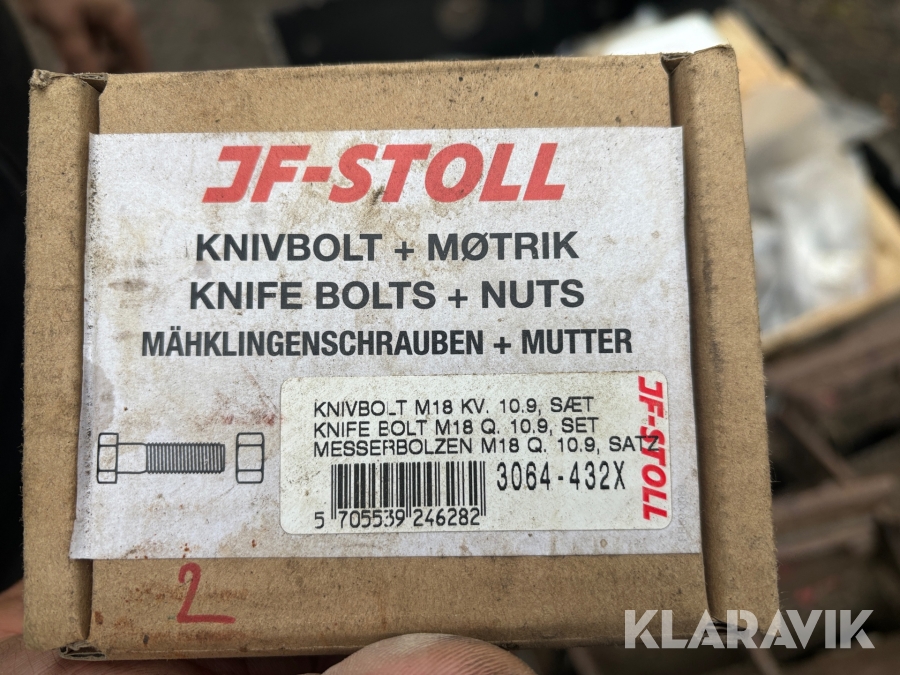 JF-STOLL
KNIVBOLT + MØTRIK
KNIFE BOLTS + NUTS
MÄHKLINGENSCHRAUBEN + MUTTER
KNIVBOLT M18 KV. 10.9, SÆT
KNIFE BOLT M18 Q. 10.9, SET
MESSERBOLZEN M18 Q. 10.9, SATZ
3064-432X
5 705539 246282
JF-STOLL
2
KLARAVIK